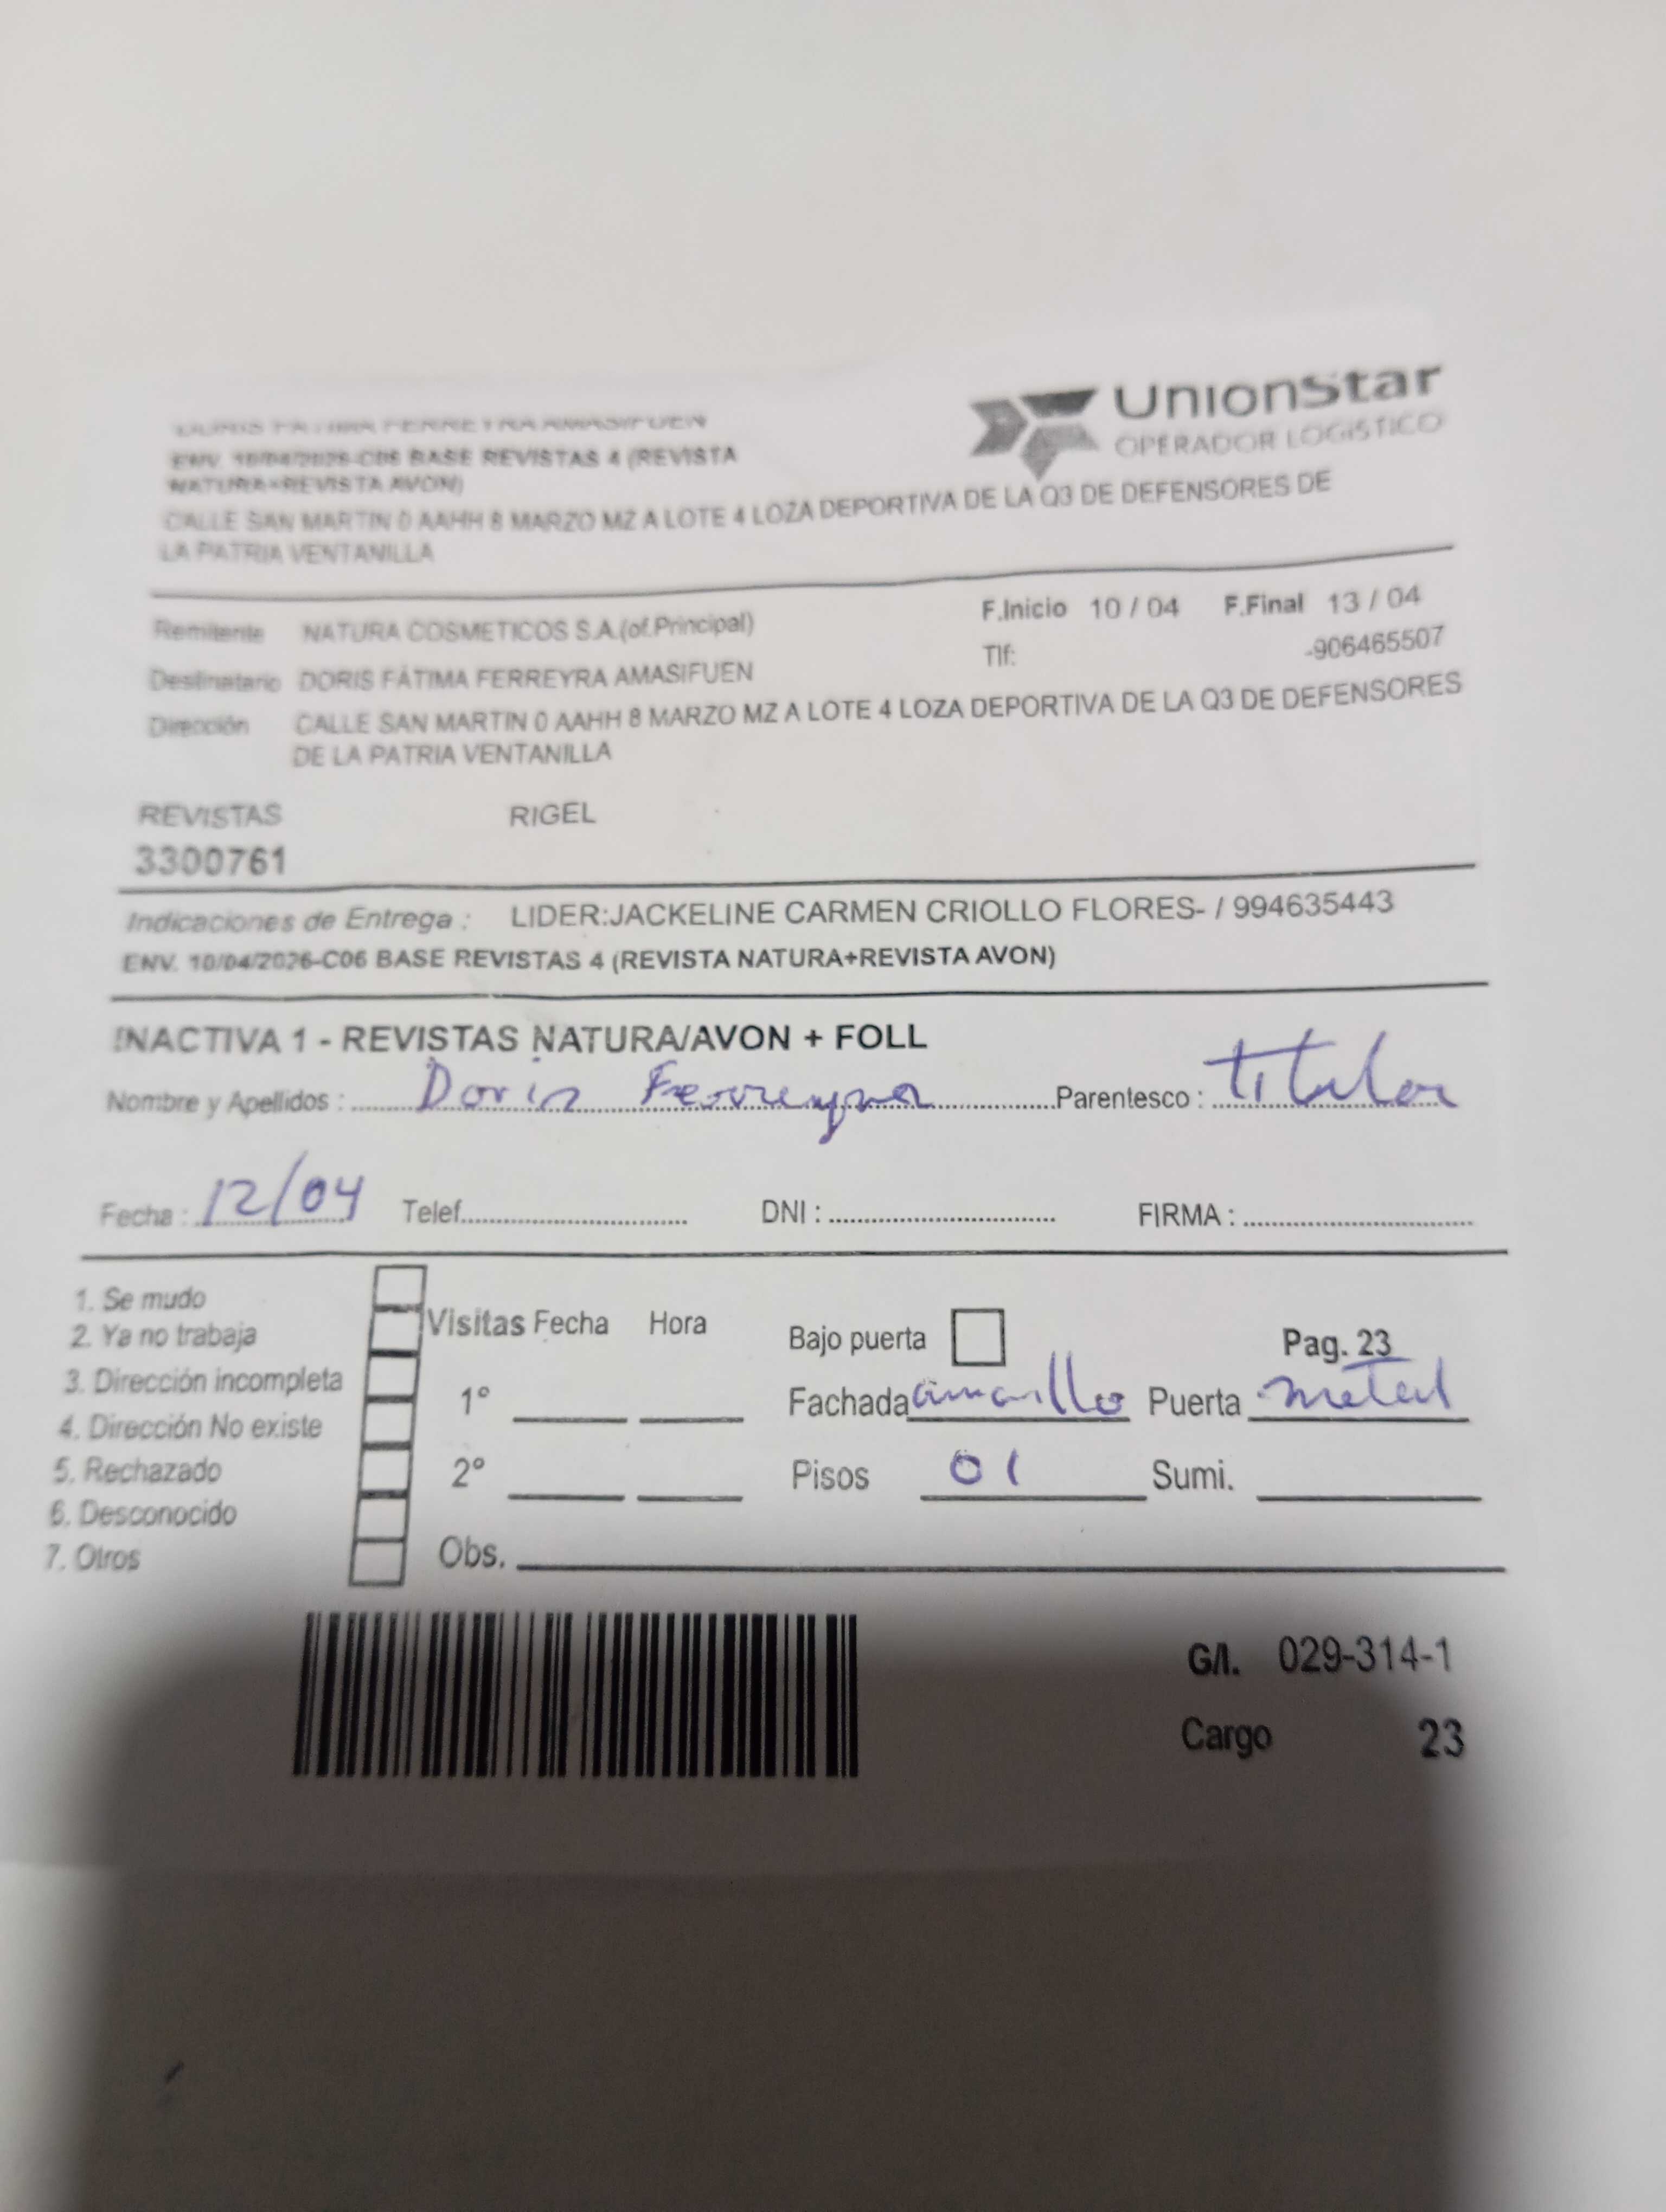 DORIS FATIMA FERREYRA AMASIFUEN
ENV. 10/04/2026-C06 BASE REVISTAS 4 (REVISTA
NATURA+REVISTA AVON)
CALLE SAN MARTIN 0 AAHH 8 MARZO MZ A LOTE 4 LOZA DEPORTIVA DE LA Q3 DE DEFENSORES DE
LA PATRIA VENTANILLA
UnionStar
OPERADOR LOGISTICO
Remitente NATURA COSMETICOS S.A.(of.Principal)
F.Inicio 10 / 04 F.Final 13 / 04
Destinatario DORIS FÁTIMA FERREYRA AMASIFUEN
Tlf: -906465507
Dirección CALLE SAN MARTIN 0 AAHH 8 MARZO MZ A LOTE 4 LOZA DEPORTIVA DE LA Q3 DE DEFENSORES
DE LA PATRIA VENTANILLA
REVISTAS RIGEL
3300761
Indicaciones de Entrega : LIDER:JACKELINE CARMEN CRIOLLO FLORES- / 994635443
ENV. 10/04/2026-C06 BASE REVISTAS 4 (REVISTA NATURA+REVISTA AVON)
INACTIVA 1 - REVISTAS NATURA/AVON + FOLL
Nombre y Apellidos : Doris Ferreyra Parentesco : titular
Fecha : 12/04 Telef. DNI : FIRMA :
1. Se mudo
2. Ya no trabaja
3. Dirección incompleta
4. Dirección No existe
5. Rechazado
6. Desconocido
7. Otros
Visitas Fecha Hora
1°
2°
Obs.
Bajo puerta Pag. 23
Fachada amarillo Puerta metal
Pisos 01 Sumi.
G/I. 029-314-1
Cargo 23